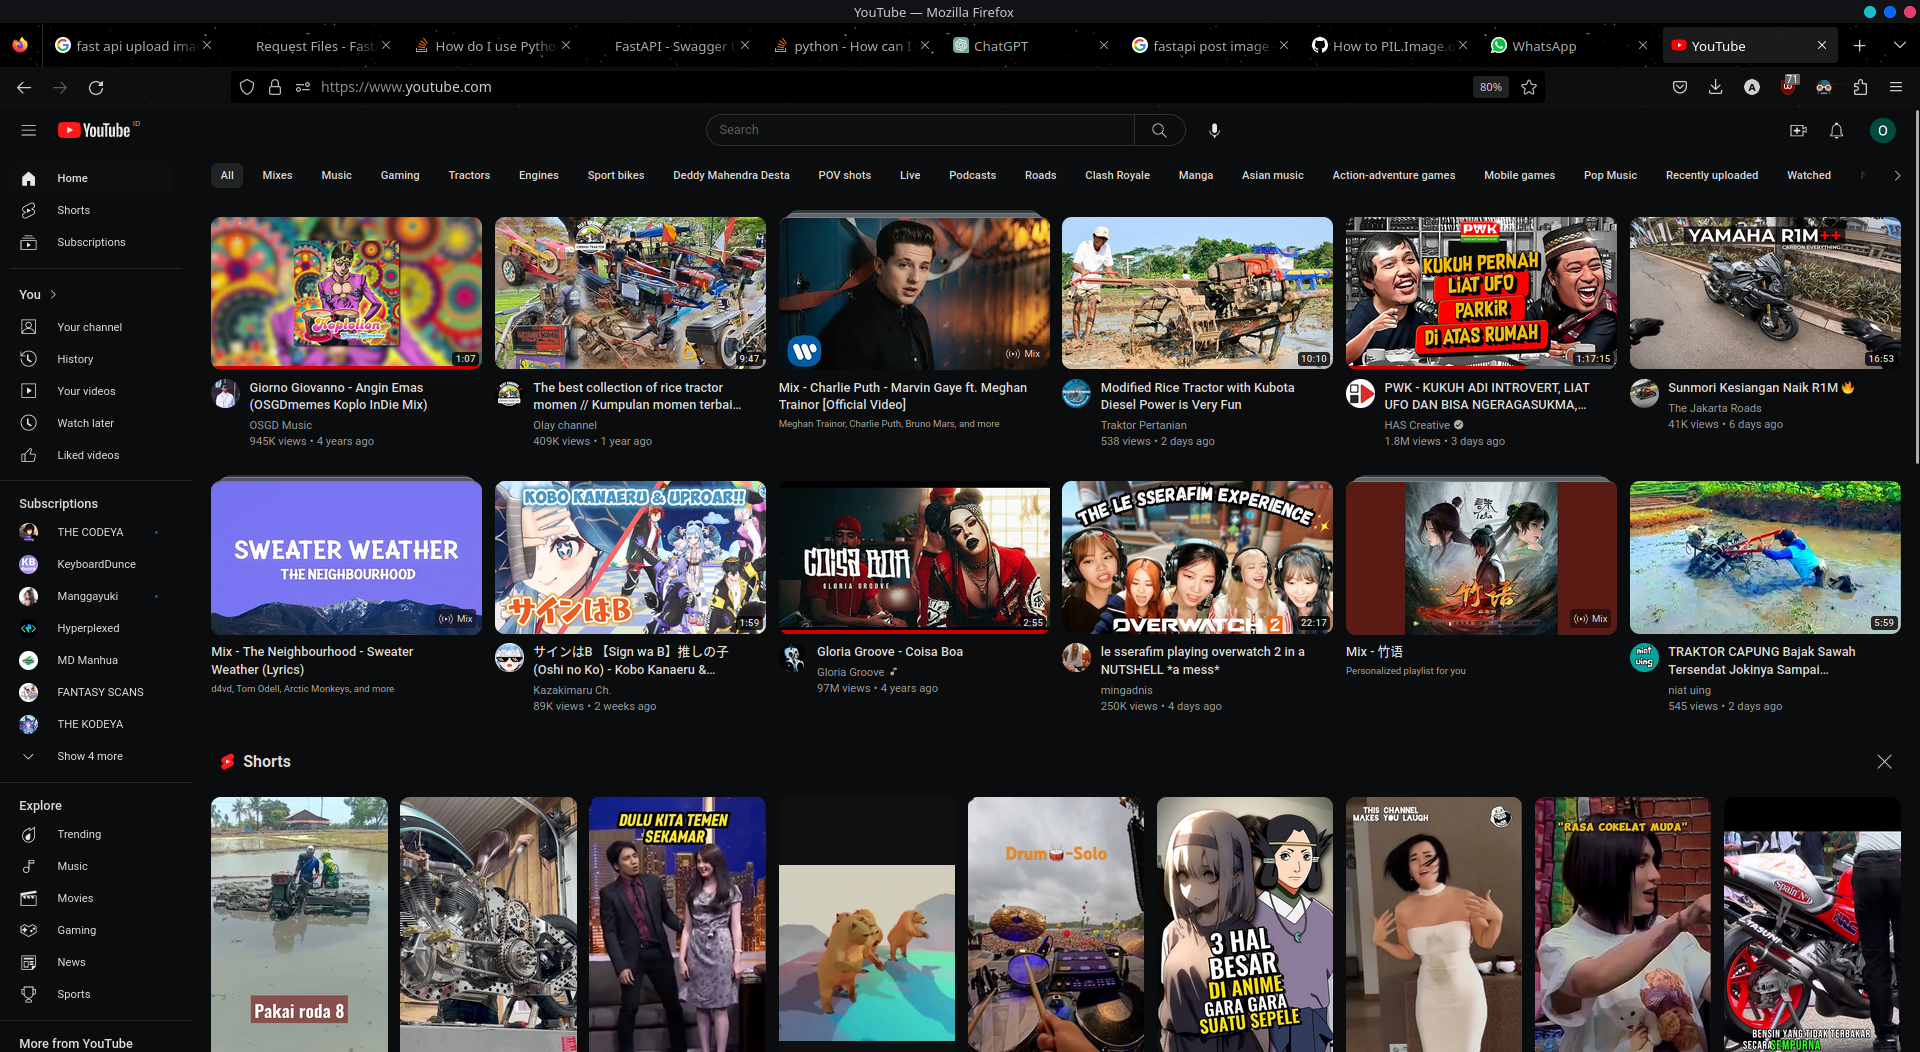 YouTube — Mozilla Firefox
fast api upload ima
Request Files - Fast
How do I use Pytho
FastAPI - Swagger U
python - How can I
ChatGPT
fastapi post image
How to PIL.Image.o
WhatsApp
YouTube
https://www.youtube.com
80%
71
YouTube ID
Search
O
Home
Shorts
Subscriptions
You
Your channel
History
Your videos
Watch later
Liked videos
Subscriptions
THE CODEYA
KeyboardDunce
Manggayuki
Hyperplexed
MD Manhua
FANTASY SCANS
THE KODEYA
Show 4 more
Explore
Trending
Music
Movies
Gaming
News
Sports
More from YouTube
All
Mixes
Music
Gaming
Tractors
Engines
Sport bikes
Deddy Mahendra Desta
POV shots
Live
Podcasts
Roads
Clash Royale
Manga
Asian music
Action-adventure games
Mobile games
Pop Music
Recently uploaded
Watched
Koplolion
1:07
Giorno Giovanno - Angin Emas
(OSGDmemes Koplo InDie Mix)
OSGD Music
945K views • 4 years ago
9:47
The best collection of rice tractor
momen // Kumpulan momen terbai...
Olay channel
409K views • 1 year ago
Mix
Mix - Charlie Puth - Marvin Gaye ft. Meghan
Trainor [Official Video]
Meghan Trainor, Charlie Puth, Bruno Mars, and more
10:10
Modified Rice Tractor with Kubota
Diesel Power is Very Fun
Traktor Pertanian
538 views • 2 days ago
PWK
KUKUH PERNAH
LIAT UFO
PARKIR
DI ATAS RUMAH
1:17:15
PWK - KUKUH ADI INTROVERT, LIAT
UFO DAN BISA NGERAGASUKMA,...
HAS Creative
1.8M views • 3 days ago
YAMAHA R1M++
CARBON EVERYTHING
16:53
Sunmori Kesiangan Naik R1M 🔥
The Jakarta Roads
41K views • 6 days ago
SWEATER WEATHER
THE NEIGHBOURHOOD
Mix
Mix - The Neighbourhood - Sweater
Weather (Lyrics)
d4vd, Tom Odell, Arctic Monkeys, and more
KOBO KANAERU & UPROAR!!
サインはB
1:59
サインはB 【Sign wa B】推しの子
(Oshi no Ko) - Kobo Kanaeru &...
Kazakimaru Ch.
89K views • 2 weeks ago
COISA BOA
GLORIA GROOVE
2:55
Gloria Groove - Coisa Boa
Gloria Groove
97M views • 4 years ago
THE LE SSERAFIM EXPERIENCE
OVERWATCH 2
22:17
le sserafim playing overwatch 2 in a
NUTSHELL *a mess*
mingadnis
250K views • 4 days ago
竹语
Mix
Mix - 竹语
Personalized playlist for you
5:59
niat uing
TRAKTOR CAPUNG Bajak Sawah
Tersendat Jokinya Sampai...
niat uing
545 views • 2 days ago
Shorts
Pakai roda 8
DULU KITA TEMEN
SEKAMAR
Drum🥁-Solo
3 HAL
BESAR
DI ANIME
GARA GARA
SUATU SEPELE
THIS CHANNEL
MAKES YOU LAUGH
"RASA COKELAT MUDA"
Spain'N
BENSIN YANG TIDAK TERBAKAR
SECARA SEMPURNA